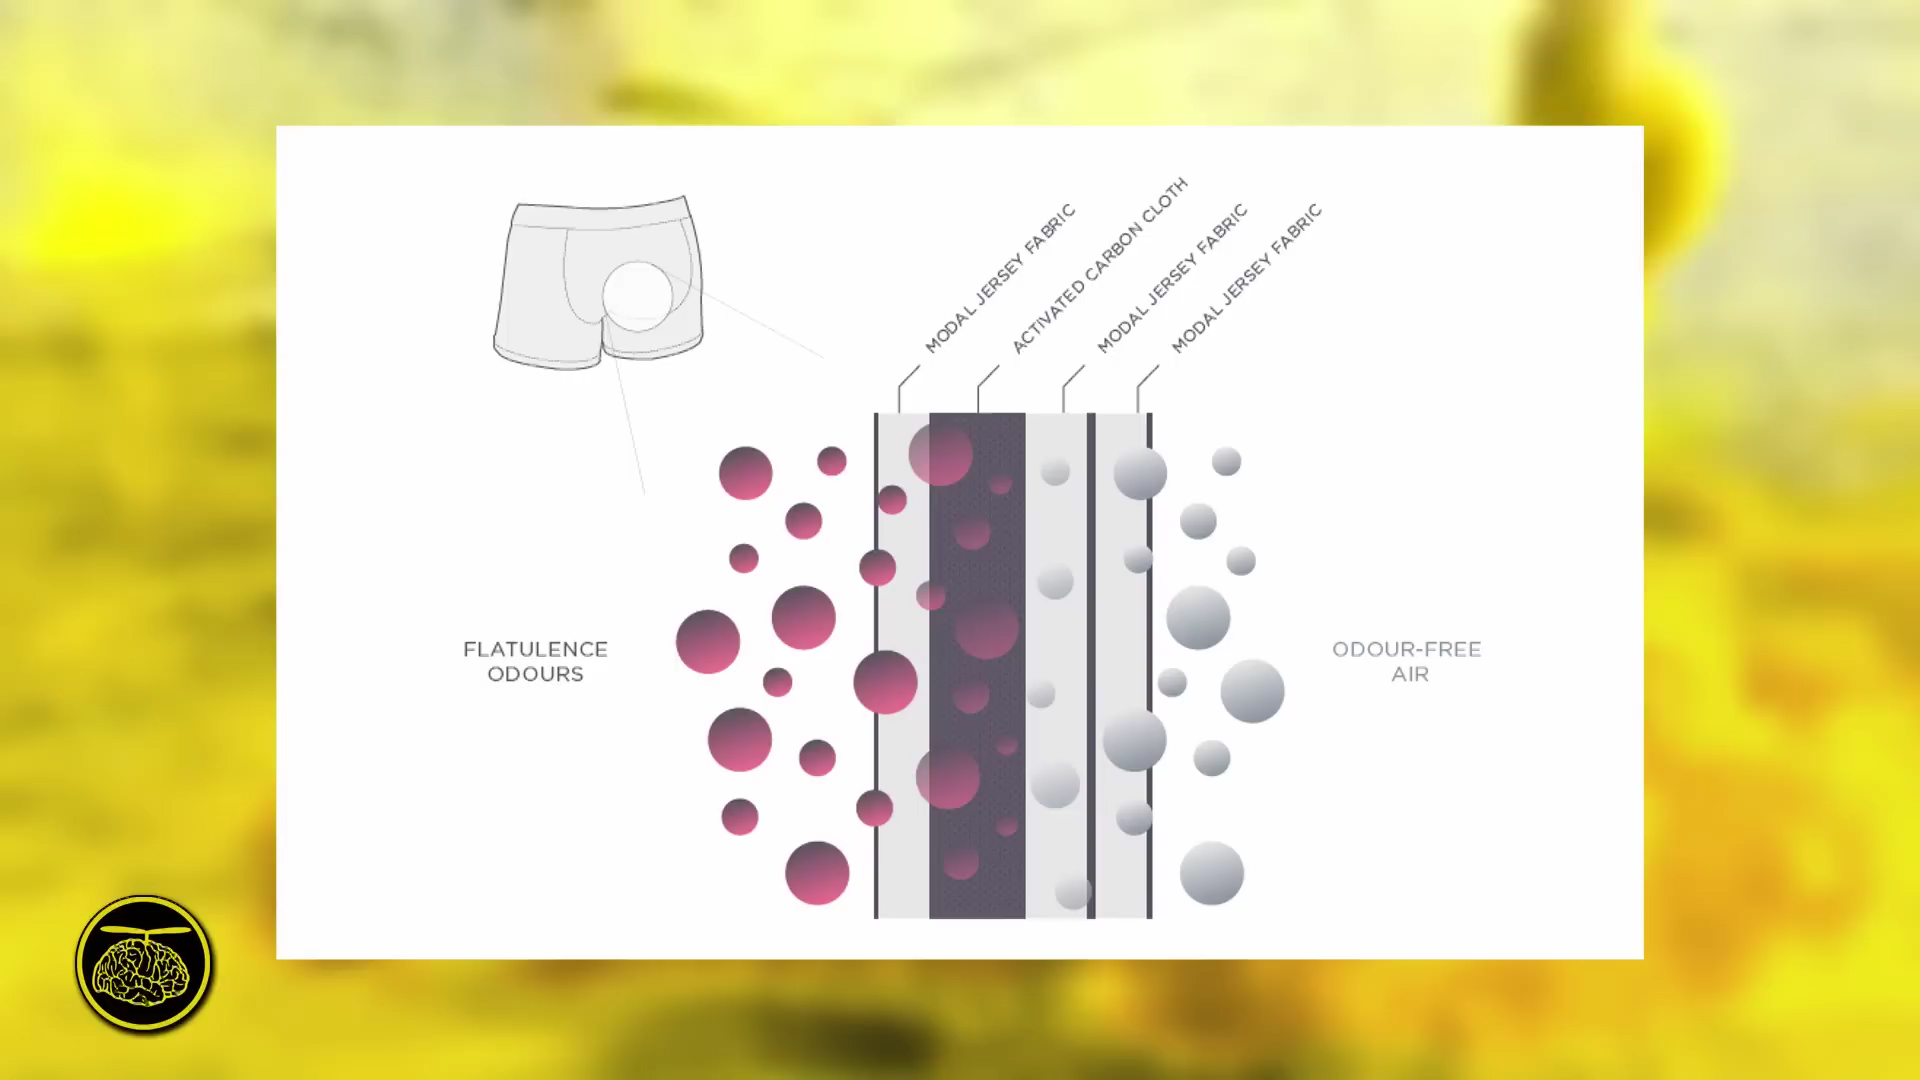 MODAL JERSEY FABRIC
ACTIVATED CARBON CLOTH
MODAL JERSEY FABRIC
MODAL JERSEY FABRIC
FLATULENCE
ODOURS
ODOUR-FREE
AIR